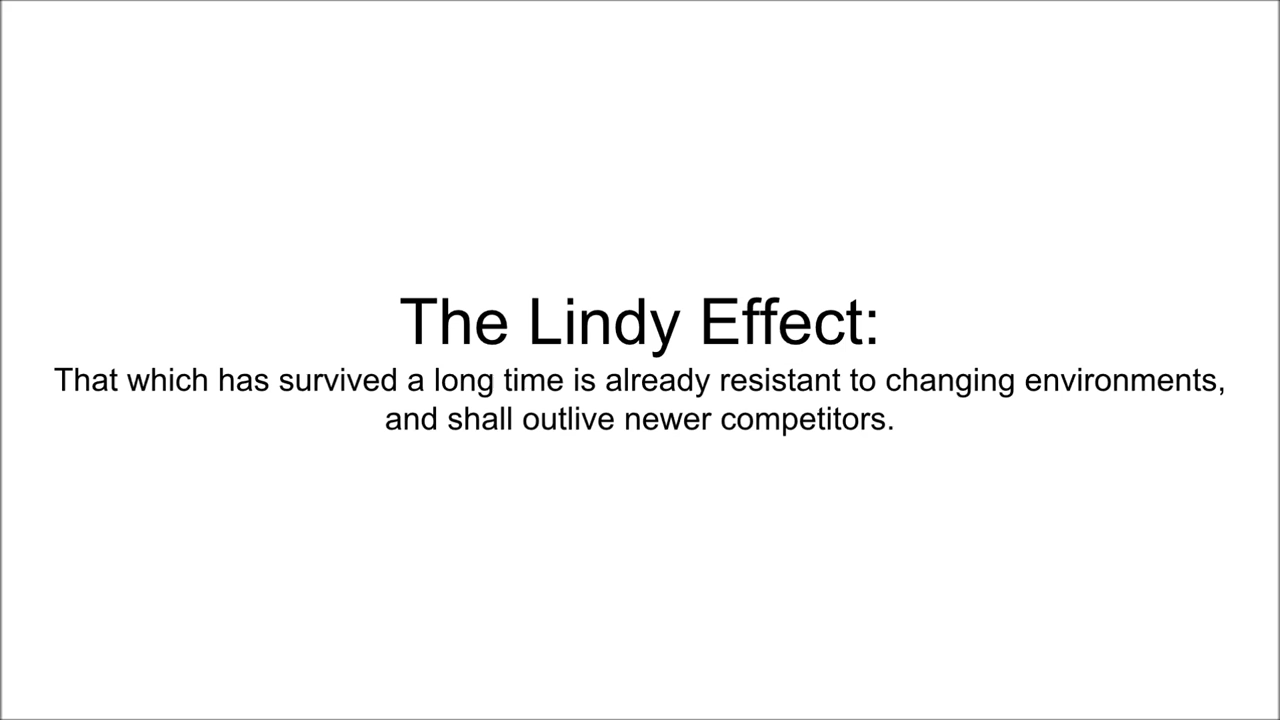 The Lindy Effect:
That which has survived a long time is already resistant to changing environments,
and shall outlive newer competitors.